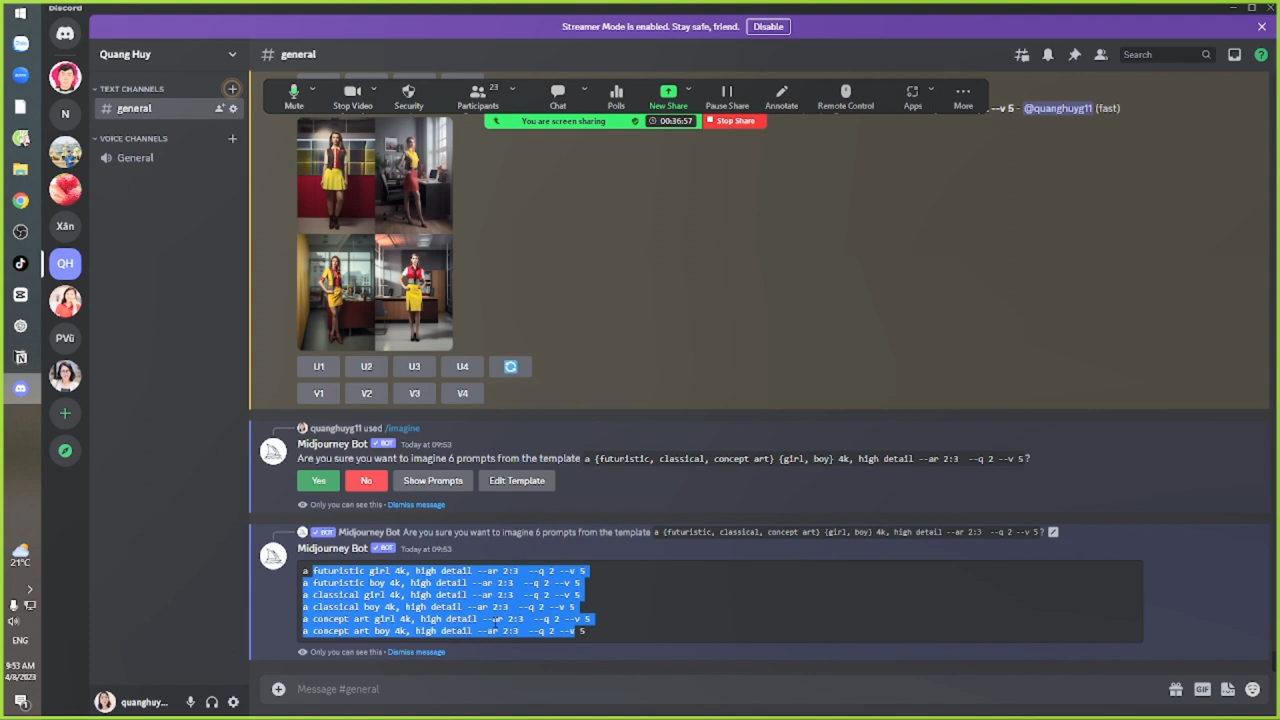 Discord
Streamer Mode is enabled. Stay safe, friend. Disable
Quang Huy
# general
Search
TEXT CHANNELS
# general
VOICE CHANNELS
General
Mute
Stop Video
Security
Participants 23
Chat
Polls
New Share
Pause Share
Annotate
Remote Control
Apps
More
You are screen sharing 00:36:57 Stop Share
--v 5 - @quanghuyg11 (fast)
N
Xân
QH
PVũ
U1 U2 U3 U4
V1 V2 V3 V4
quanghuyg11 used /imagine
Midjourney Bot ✓ BOT Today at 09:53
Are you sure you want to imagine 6 prompts from the template a {futuristic, classical, concept art} {girl, boy} 4k, high detail --ar 2:3 --q 2 --v 5?
Yes No Show Prompts Edit Template
Only you can see this • Dismiss message
✓ BOT Midjourney Bot Are you sure you want to imagine 6 prompts from the template a {futuristic, classical, concept art} {girl, boy} 4k, high detail --ar 2:3 --q 2 --v 5?
Midjourney Bot ✓ BOT Today at 09:53
a futuristic girl 4k, high detail --ar 2:3 --q 2 --v 5
a futuristic boy 4k, high detail --ar 2:3 --q 2 --v 5
a classical girl 4k, high detail --ar 2:3 --q 2 --v 5
a classical boy 4k, high detail --ar 2:3 --q 2 --v 5
a concept art girl 4k, high detail --ar 2:3 --q 2 --v 5
a concept art boy 4k, high detail --ar 2:3 --q 2 --v 5
Only you can see this • Dismiss message
Message #general
GIF
quanghuy...
21°C
ENG
9:53 AM
4/8/2023